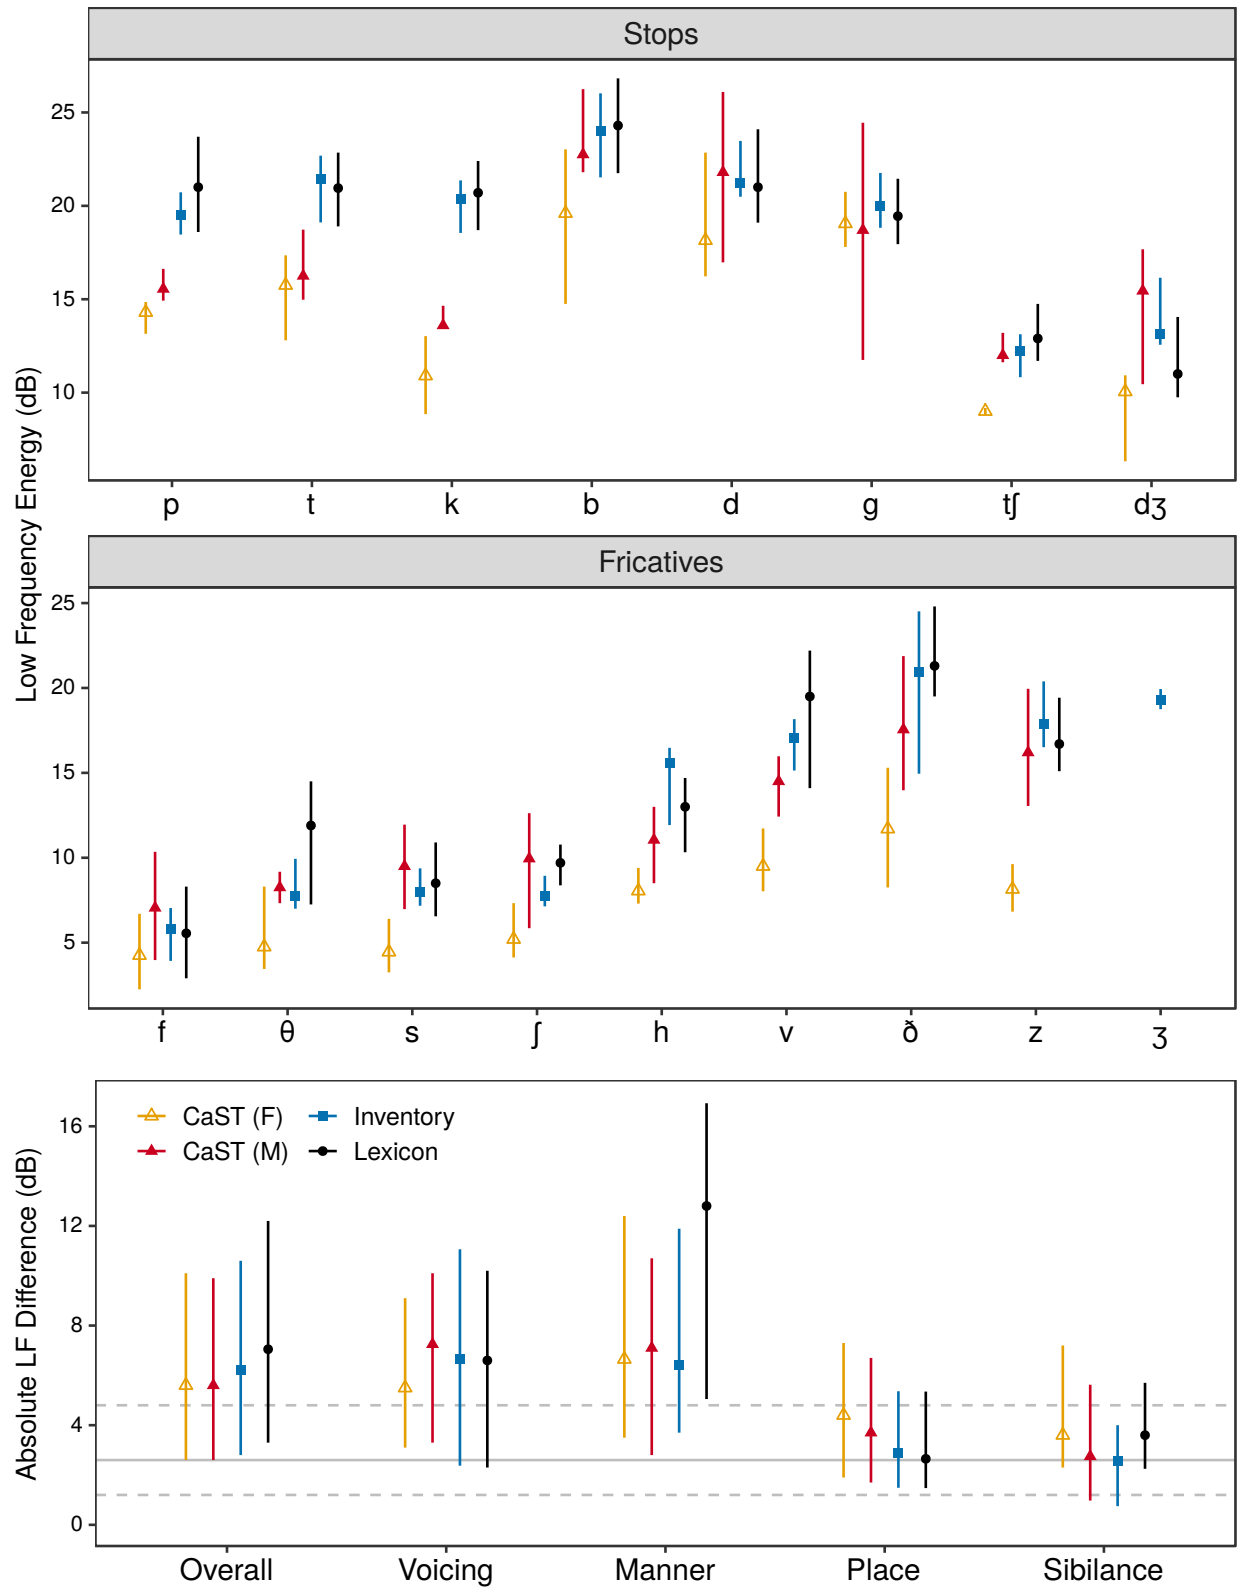 Stops
Low Frequency Energy (dB)
25
20
15
10
p t k b d g tʃ dʒ
Fricatives
25
20
15
10
5
f θ s ʃ h v ð z ʒ
Absolute LF Difference (dB)
CaST (F) Inventory
CaST (M) Lexicon
16
12
8
4
0
Overall Voicing Manner Place Sibilance